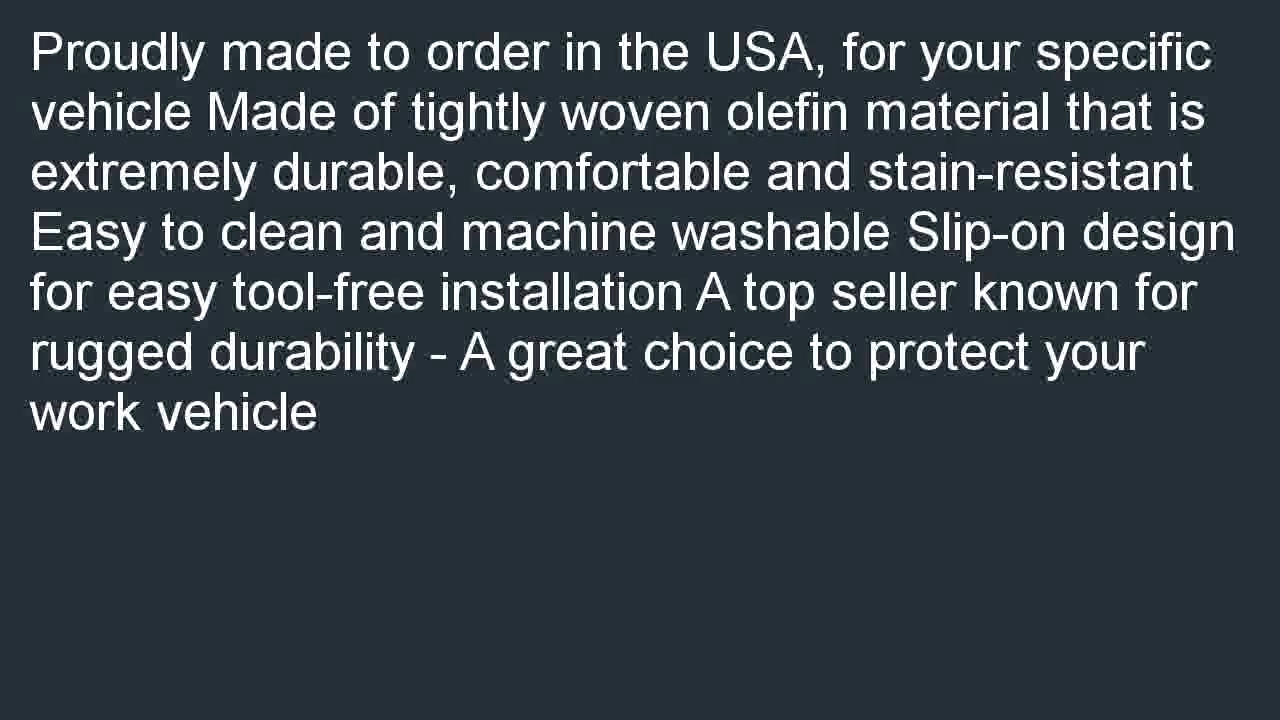 Proudly made to order in the USA, for your specific
vehicle Made of tightly woven olefin material that is
extremely durable, comfortable and stain-resistant
Easy to clean and machine washable Slip-on design
for easy tool-free installation A top seller known for
rugged durability - A great choice to protect your
work vehicle